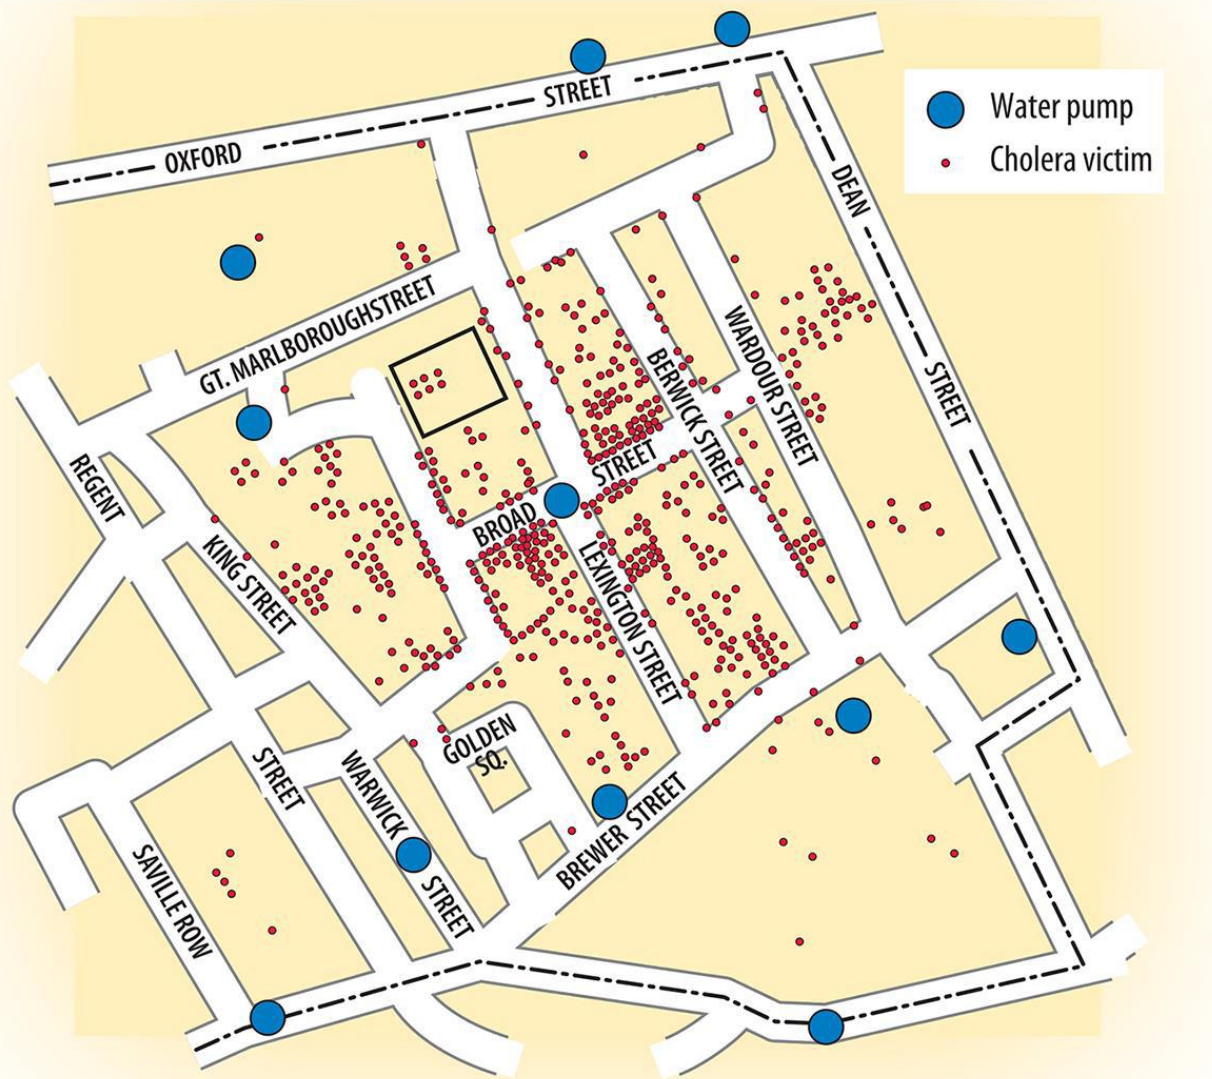 OXFORD
STREET
Water pump
Cholera victim
DEAN
STREET
GT. MARLBOROUGHSTREET
WARDOUR STREET
BERWICK STREET
REGENT
STREET
BROAD
STREET
KING STREET
LEXINGTON STREET
GOLDEN
SQ.
WARWICK
STREET
BREWER STREET
SAVILLE ROW